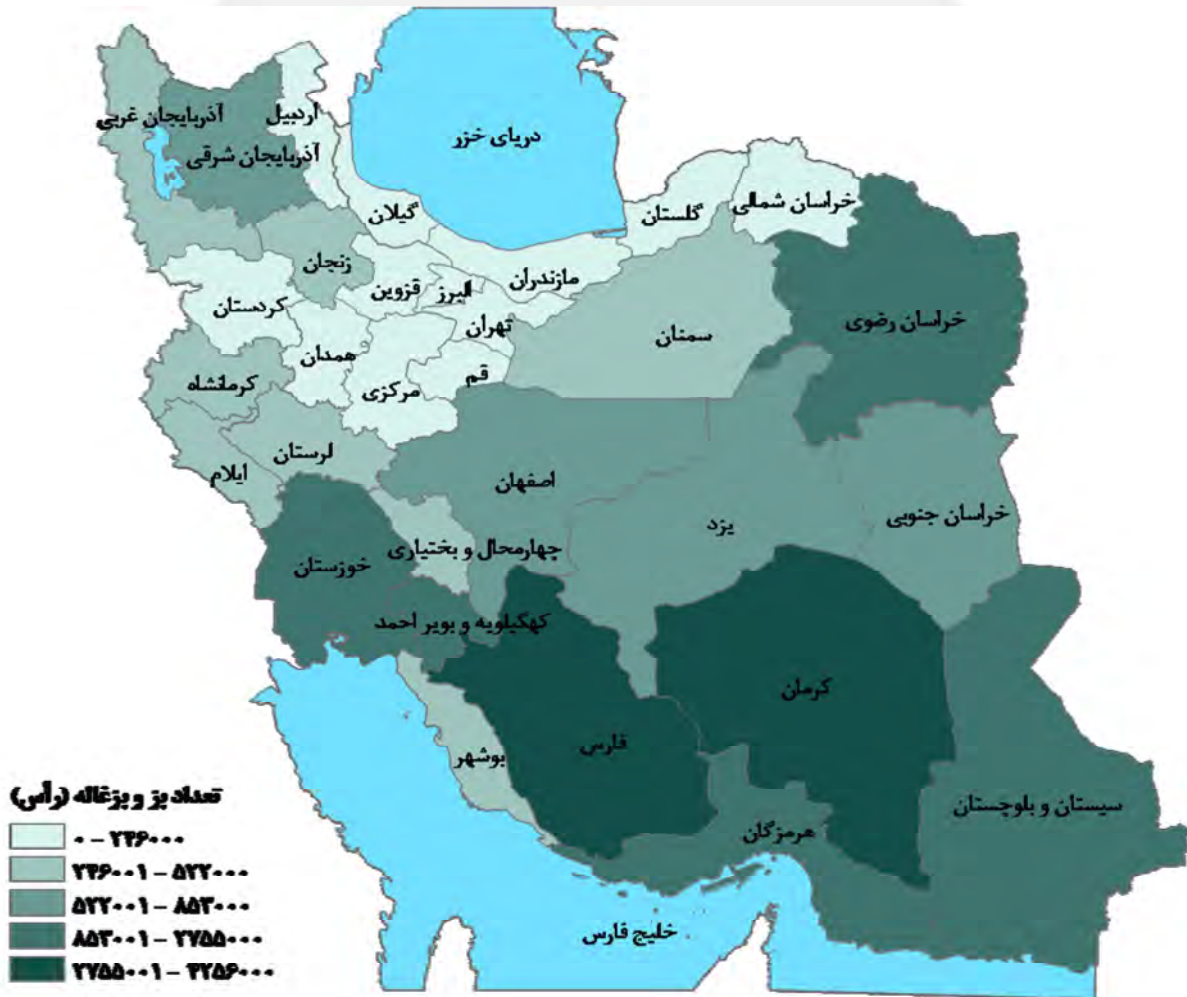 اردبیل
آذربایجان غربی
دریای خزر
آذربایجان شرقی
خراسان شمالی
گلستان
گیلان
زنجان
مازندران
قزوین
البرز
کردستان
تهران
سمنان
خراسان رضوی
همدان
قم
کرمانشاه
مرکزی
لرستان
ایلام
اصفهان
یزد
خراسان جنوبی
چهارمحال و بختیاری
خوزستان
کهگیلویه و بویر احمد
کرمان
فارس
بوشهر
سیستان و بلوچستان
هرمزگان
خلیج فارس
تعداد بز و بزغاله (رأس)
۰ – ۲۴۶۰۰۰
۲۴۶۰۰۱ – ۵۲۲۰۰۰
۵۲۲۰۰۱ – ۸۵۳۰۰۰
۸۵۳۰۰۱ – ۲۷۵۵۰۰۰
۲۷۵۵۰۰۱ – ۴۲۵۶۰۰۰